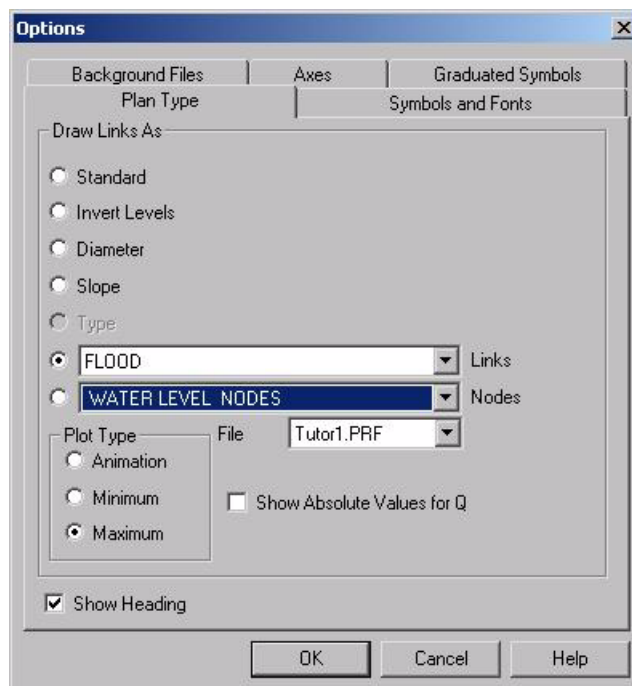 Options
Background Files Axes Graduated Symbols
Plan Type Symbols and Fonts
Draw Links As
Standard
Invert Levels
Diameter
Slope
Type
FLOOD Links
WATER LEVEL NODES Nodes
Plot Type File Tutor1.PRF
Animation
Minimum Show Absolute Values for Q
Maximum
Show Heading
OK Cancel Help